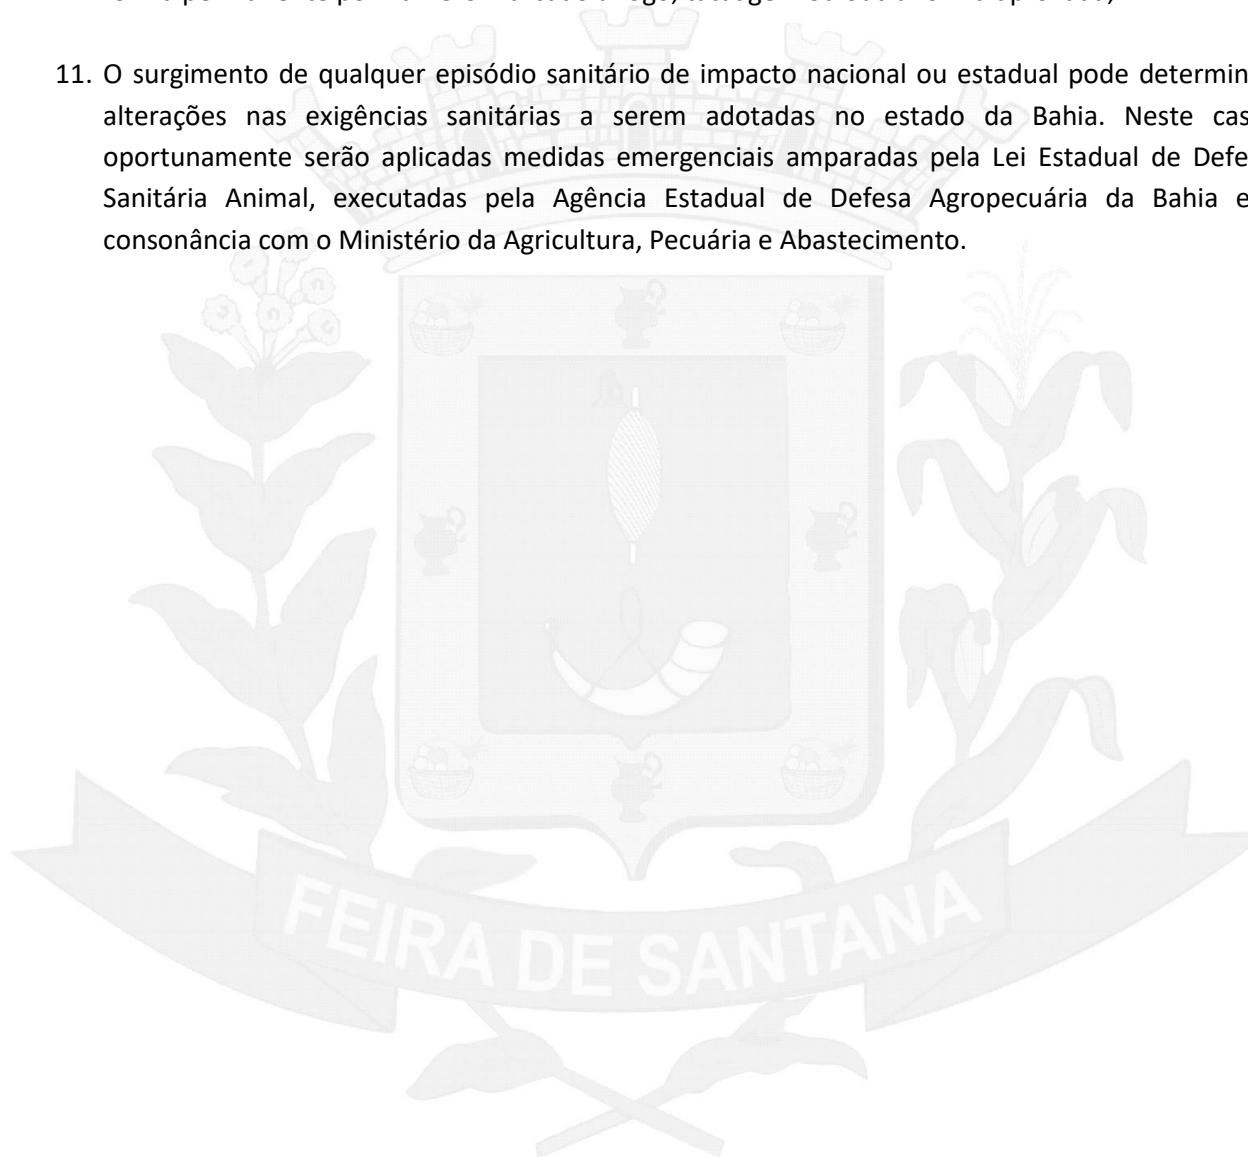 11. O surgimento de qualquer episódio sanitário de impacto nacional ou estadual pode determin
alterações nas exigências sanitárias a serem adotadas no estado da Bahia. Neste cas
oportunamente serão aplicadas medidas emergenciais amparadas pela Lei Estadual de Defe
Sanitária Animal, executadas pela Agência Estadual de Defesa Agropecuária da Bahia e
consonância com o Ministério da Agricultura, Pecuária e Abastecimento.
FEIRA DE SANTANA